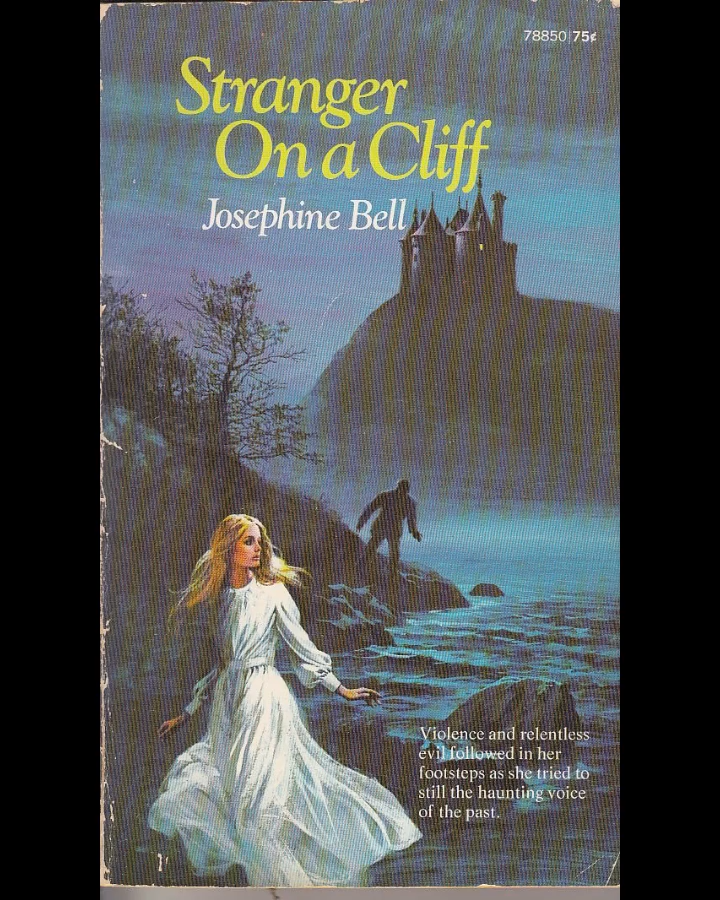 78850 | 75¢
Stranger
On a Cliff
Josephine Bell
Violence and relentless
evil followed in her
footsteps as she tried to
still the haunting voice
of the past.